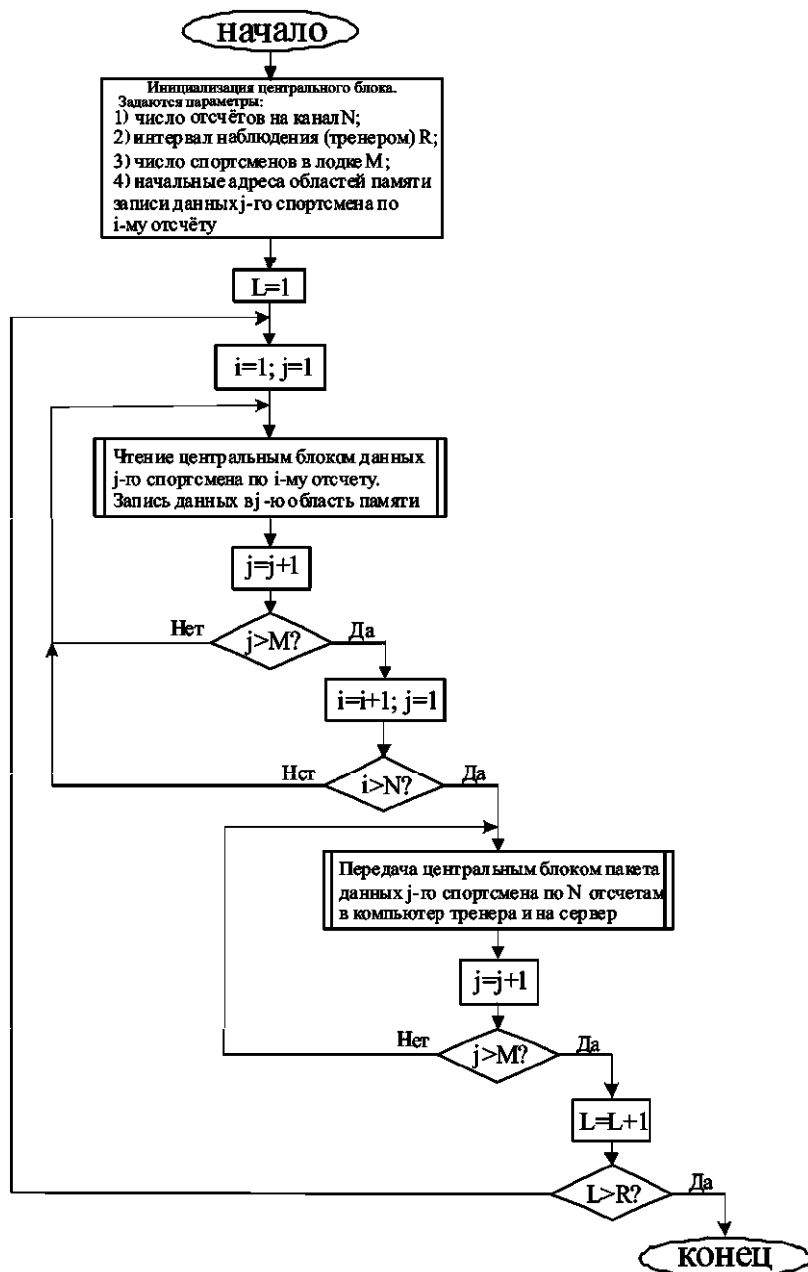 начало
Инициализация центрального блока.
Задаются параметры:
1) число отсчётов на канал N;
2) интервал наблюдения (тренером) R;
3) число спортсменов в лодке M;
4) начальные адреса областей памяти
записи данных j-го спортсмена по
i-му отсчёту
L=1
i=1; j=1
Чтение центральным блоком данных
j-го спортсмена по i-му отсчету.
Запись данных в j-ю область памяти
j=j+1
Нет
j>M?
Да
i=i+1; j=1
Нет
i>N?
Да
Передача центральным блоком пакета
данных j-го спортсмена по N отсчетам
в компьютер тренера и на сервер
j=j+1
Нет
j>M?
Да
L=L+1
L>R?
Да
конец